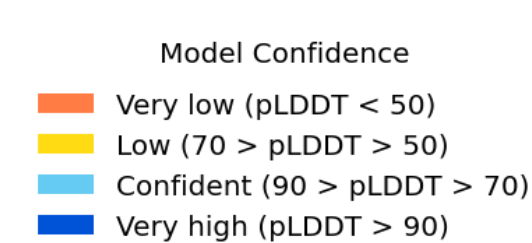 Model Confidence
Very low (pLDDT < 50)
Low (70 > pLDDT > 50)
Confident (90 > pLDDT > 70)
Very high (pLDDT > 90)